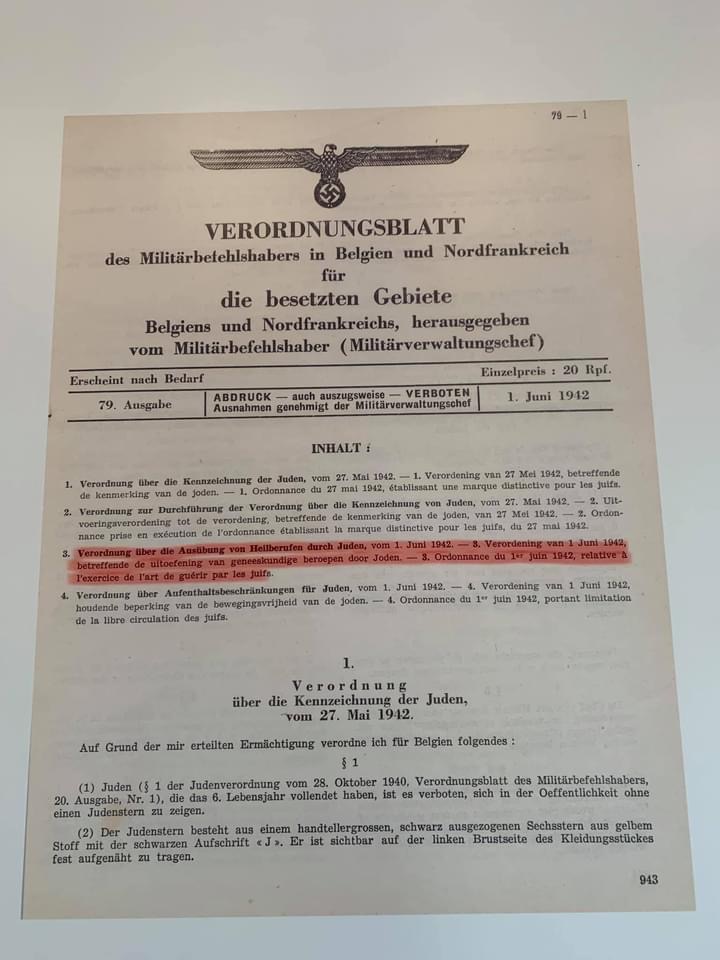 79 — 1
VERORDNUNGSBLATT
des Militärbefehlshabers in Belgien und Nordfrankreich
für
die besetzten Gebiete
Belgiens und Nordfrankreichs, herausgegeben
vom Militärbefehlshaber (Militärverwaltungschef)
Erscheint nach Bedarf
Einzelpreis : 20 Rpf.
79. Ausgabe
ABDRUCK — auch auszugsweise — VERBOTEN
Ausnahmen genehmigt der Militärverwaltungschef
1. Juni 1942
INHALT :
1. Verordnung über die Kennzeichnung der Juden, vom 27. Mai 1942. — 1. Verordening van 27 Mei 1942, betreffende
de kenmerking van de joden. — 1. Ordonnance du 27 mai 1942, établissant une marque distinctive pour les juifs.
2. Verordnung zur Durchführung der Verordnung über die Kennzeichnung von Juden, vom 27. Mai 1942. — 2. Uit-
voeringsverordening tot de verordening, betreffende de kenmerking van de joden, van 27 Mei 1942. — 2. Ordon-
nance prise en exécution de l'ordonnance établissant la marque distinctive pour les juifs, du 27 mai 1942.
3. Verordnung über die Ausübung von Heilberufen durch Juden, vom 1. Juni 1942. — 3. Verordening van 1 Juni 1942,
betreffende de uitoefening van geneeskundige beroepen door Joden. — 3. Ordonnance du 1er juin 1942, relative à
l'exercice de l'art de guérir par les juifs.
4. Verordnung über Aufenthaltsbeschränkungen für Juden, vom 1. Juni 1942. — 4. Verordening van 1 Juni 1942,
houdende beperking van de bewegingsvrijheid van de joden. — 4. Ordonnance du 1er juin 1942, portant limitation
de la libre circulation des juifs.
1.
Verordnung
über die Kennzeichnung der Juden,
vom 27. Mai 1942.
Auf Grund der mir erteilten Ermächtigung verordne ich für Belgien folgendes :
§ 1
(1) Juden (§ 1 der Judenverordnung vom 28. Oktober 1940, Verordnungsblatt des Militärbefehlshabers,
20. Ausgabe, Nr. 1), die das 6. Lebensjahr vollendet haben, ist es verboten, sich in der Oeffentlichkeit ohne
einen Judenstern zu zeigen.
(2) Der Judenstern besteht aus einem handtellergrossen, schwarz ausgezogenen Sechsstern aus gelbem
Stoff mit der schwarzen Aufschrift « J ». Er ist sichtbar auf der linken Brustseite des Kleidungsstückes
fest aufgenäht zu tragen.
943